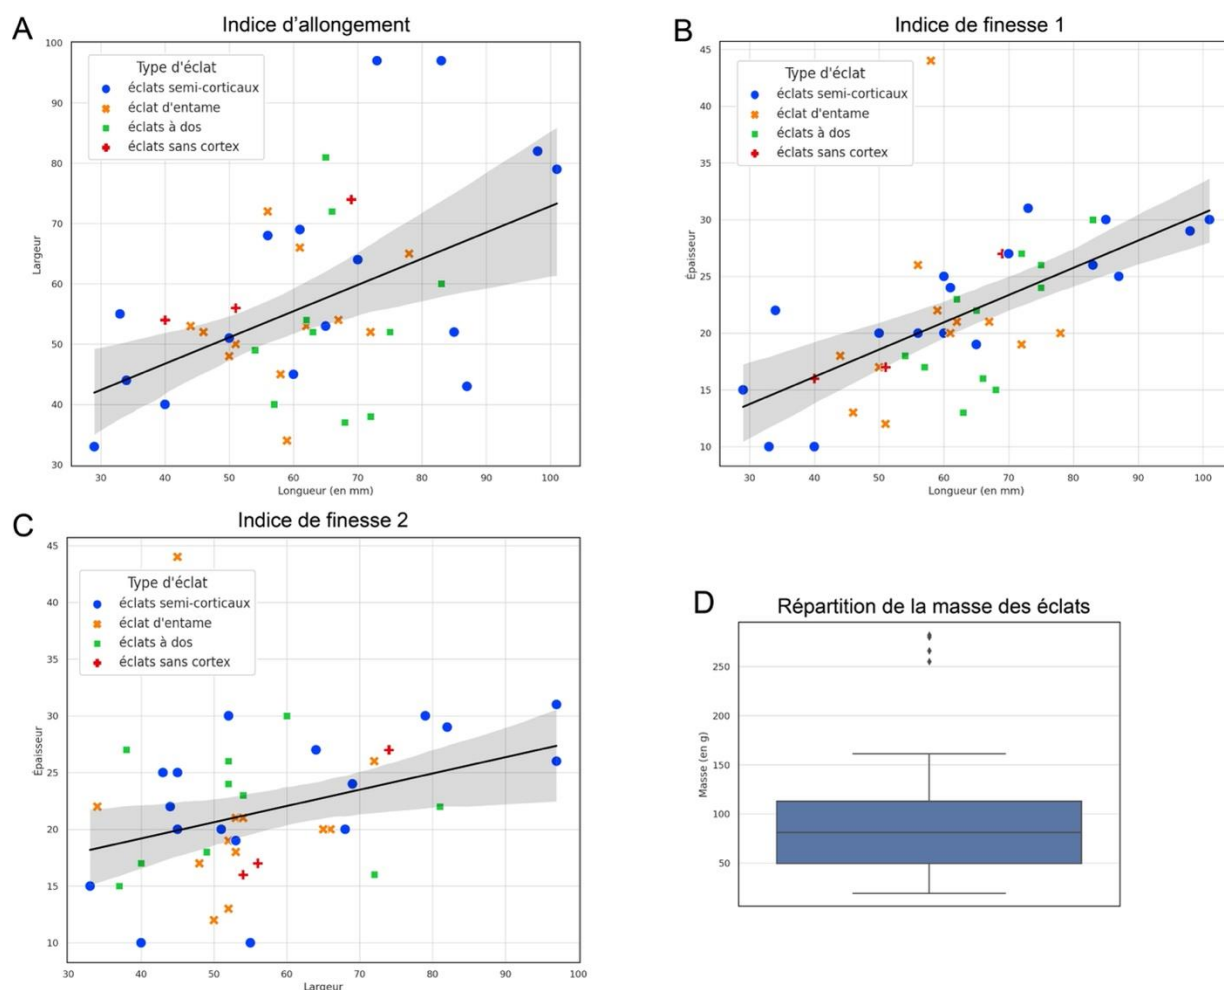 A
Indice d'allongement
100
90
80
70
60
50
40
30
Largeur
Type d'éclat
éclats semi-corticaux
éclat d'entame
éclats à dos
éclats sans cortex
30 40 50 60 70 80 90 100
Longueur (en mm)
B
Indice de finesse 1
45
40
35
30
25
20
15
10
Épaisseur
Type d'éclat
éclats semi-corticaux
éclat d'entame
éclats à dos
éclats sans cortex
30 40 50 60 70 80 90 100
Longueur (en mm)
C
Indice de finesse 2
45
40
35
30
25
20
15
10
Épaisseur
Type d'éclat
éclats semi-corticaux
éclat d'entame
éclats à dos
éclats sans cortex
30 40 50 60 70 80 90 100
Largeur
D
Répartition de la masse des éclats
250
200
150
100
50
Masse (en g)